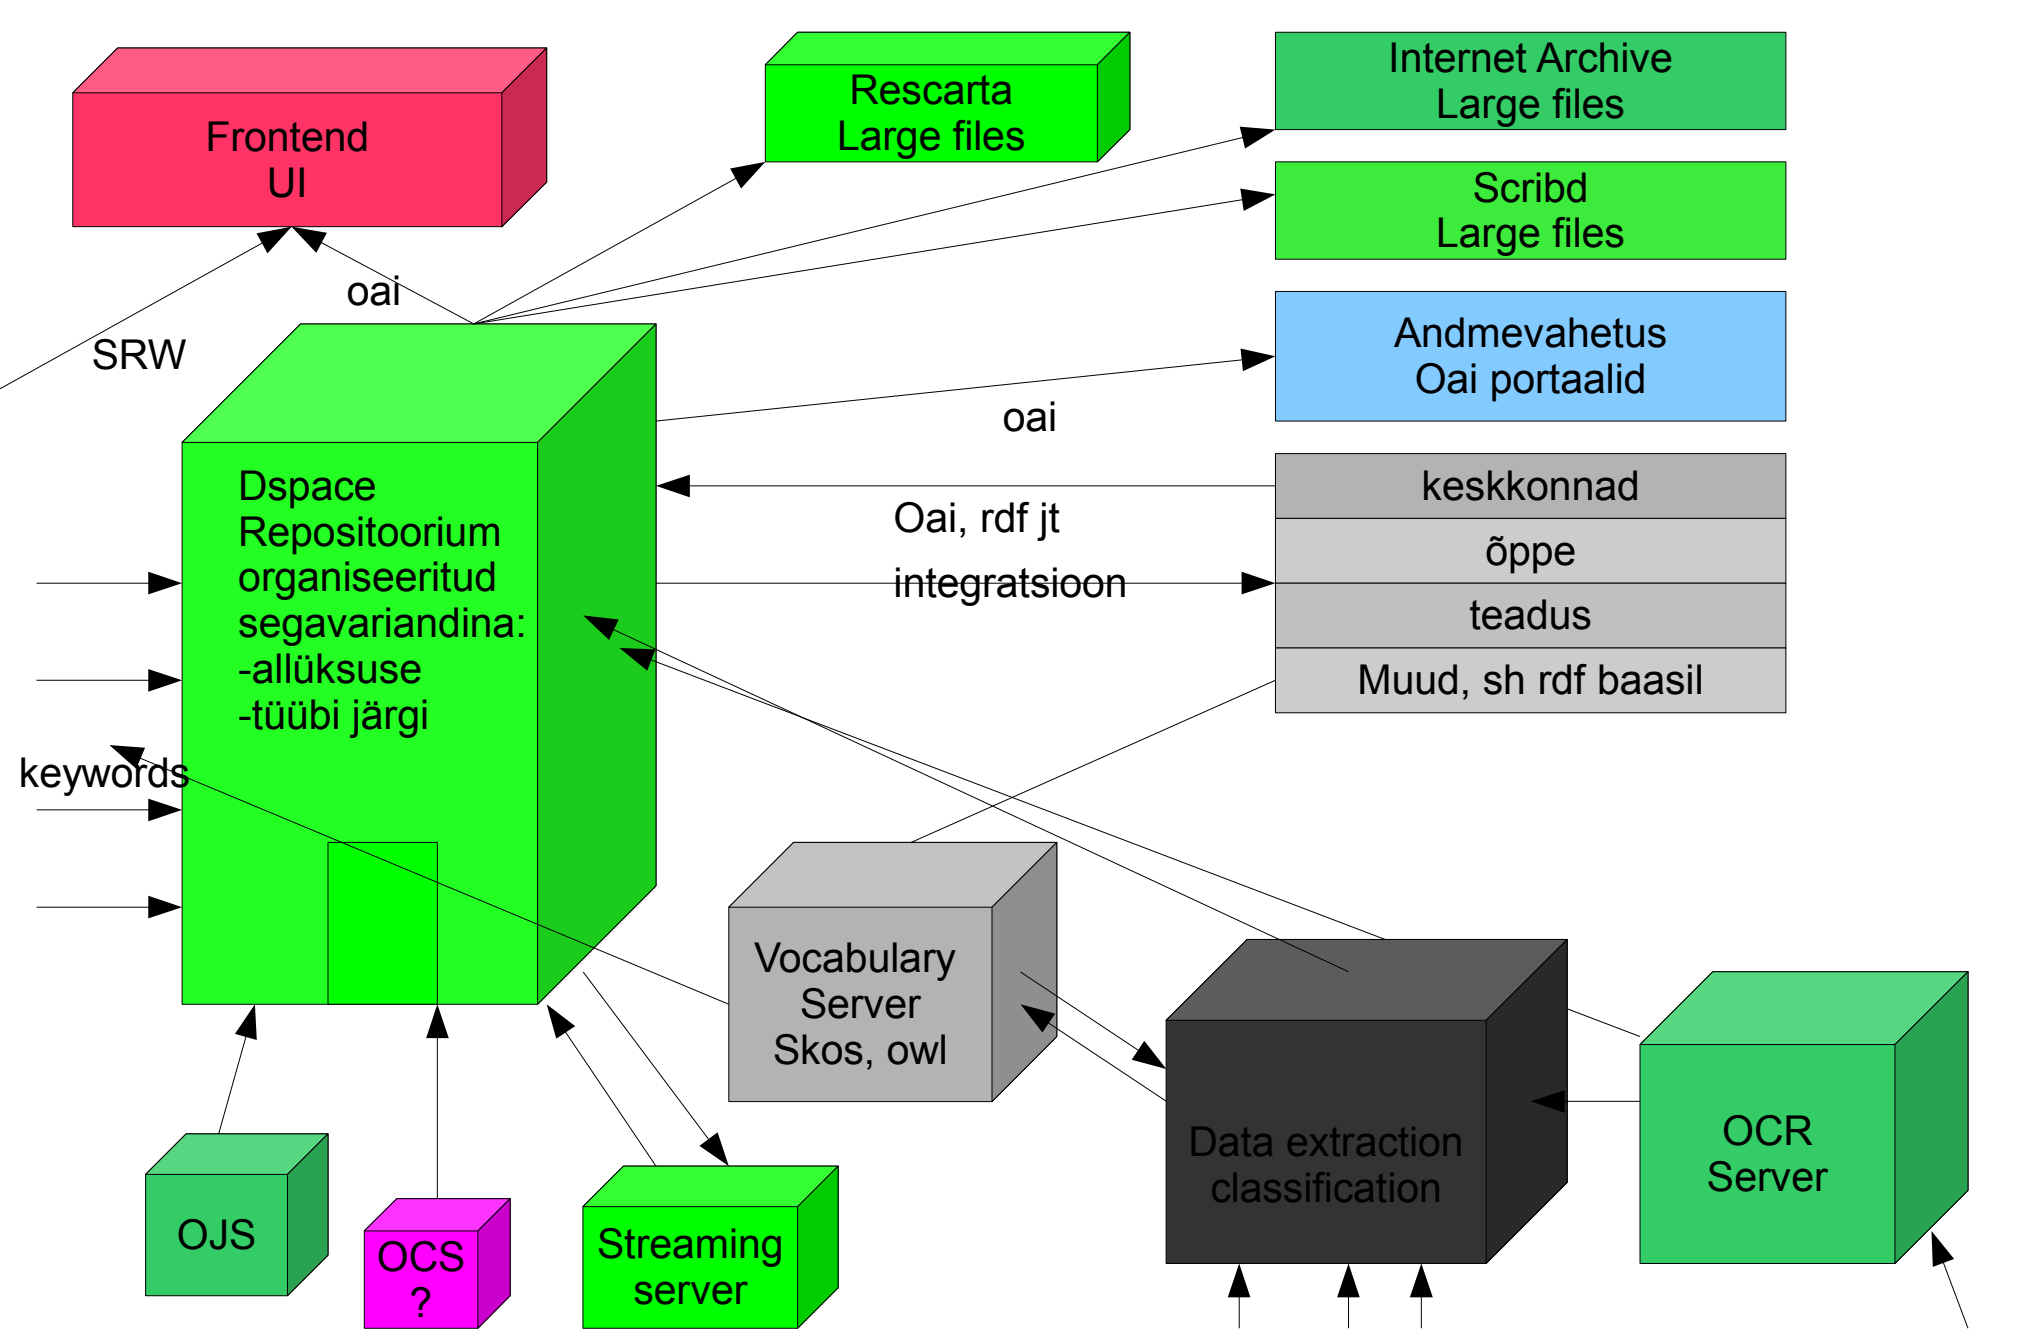 Frontend
UI
Rescarta
Large files
Internet Archive
Large files
Scribd
Large files
oai
SRW
Andmevahetus
Oai portaalid
oai
Dspace
Repositoorium
organiseeritud
segavariandina:
-allüksuse
-tüübi järgi
keskkonnad
Oai, rdf jt
õppe
integratsioon
teadus
Muud, sh rdf baasil
keywords
Vocabulary
Server
Skos, owl
Data extraction
classification
OCR
Server
OJS
OCS
?
Streaming
server